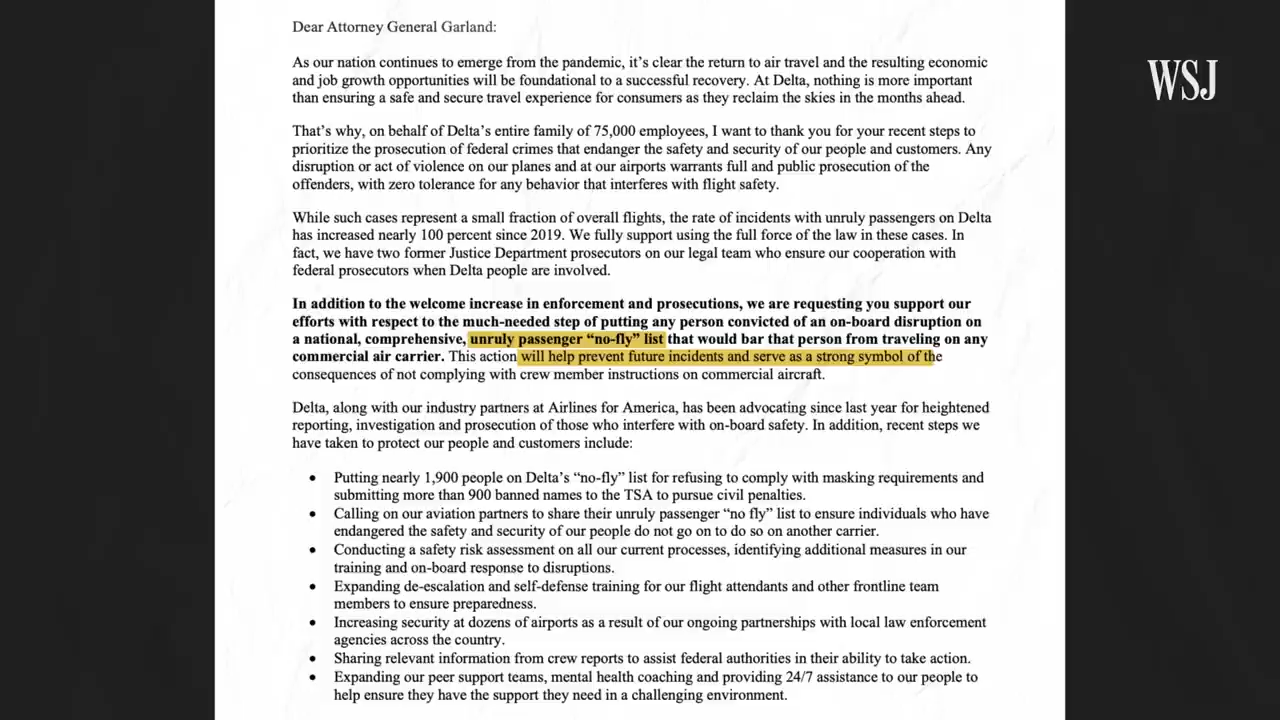 Dear Attorney General Garland:
As our nation continues to emerge from the pandemic, it’s clear the return to air travel and the resulting economic
and job growth opportunities will be foundational to a successful recovery. At Delta, nothing is more important
than ensuring a safe and secure travel experience for consumers as they reclaim the skies in the months ahead.
WSJ
That’s why, on behalf of Delta’s entire family of 75,000 employees, I want to thank you for your recent steps to
prioritize the prosecution of federal crimes that endanger the safety and security of our people and customers. Any
disruption or act of violence on our planes and at our airports warrants full and public prosecution of the
offenders, with zero tolerance for any behavior that interferes with flight safety.
While such cases represent a small fraction of overall flights, the rate of incidents with unruly passengers on Delta
has increased nearly 100 percent since 2019. We fully support using the full force of the law in these cases. In
fact, we have two former Justice Department prosecutors on our legal team who ensure our cooperation with
federal prosecutors when Delta people are involved.
In addition to the welcome increase in enforcement and prosecutions, we are requesting you support our
efforts with respect to the much-needed step of putting any person convicted of an on-board disruption on
a national, comprehensive, unruly passenger “no-fly” list that would bar that person from traveling on any
commercial air carrier. This action will help prevent future incidents and serve as a strong symbol of the
consequences of not complying with crew member instructions on commercial aircraft.
Delta, along with our industry partners at Airlines for America, has been advocating since last year for heightened
reporting, investigation and prosecution of those who interfere with on-board safety. In addition, recent steps we
have taken to protect our people and customers include:
• Putting nearly 1,900 people on Delta’s “no-fly” list for refusing to comply with masking requirements and
submitting more than 900 banned names to the TSA to pursue civil penalties.
• Calling on our aviation partners to share their unruly passenger “no fly” list to ensure individuals who have
endangered the safety and security of our people do not go on to do so on another carrier.
• Conducting a safety risk assessment on all our current processes, identifying additional measures in our
training and on-board response to disruptions.
• Expanding de-escalation and self-defense training for our flight attendants and other frontline team
members to ensure preparedness.
• Increasing security at dozens of airports as a result of our ongoing partnerships with local law enforcement
agencies across the country.
• Sharing relevant information from crew reports to assist federal authorities in their ability to take action.
• Expanding our peer support teams, mental health coaching and providing 24/7 assistance to our people to
help ensure they have the support they need in a challenging environment.